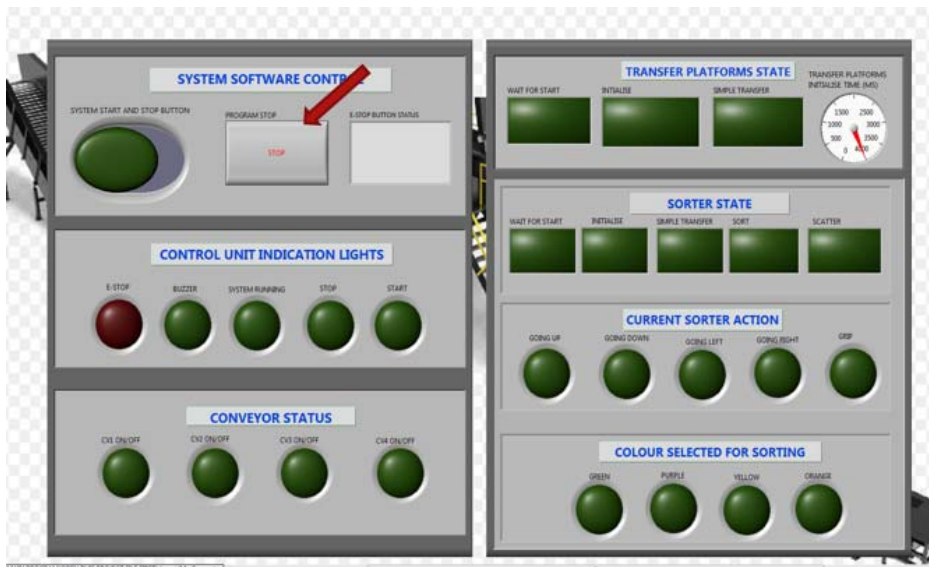 SYSTEM SOFTWARE CONTROL
SYSTEM START AND STOP BUTTON
PROGRAM STOP
E-STOP BUTTON STATUS
STOP
CONTROL UNIT INDICATION LIGHTS
E-STOP
BUZZER
SYSTEM RUNNING
STOP
START
CONVEYOR STATUS
CV1 ON/OFF
CV2 ON/OFF
CV3 ON/OFF
CV4 ON/OFF
TRANSFER PLATFORMS STATE
WAIT FOR START
INTIALISE
SIMPLE TRANSFER
TRANSFER PLATFORMS
INITIALISE TIME (MS)
1500 2500
1000 3000
500 3500
0 4000
SORTER STATE
WAIT FOR START
INITIALISE
SIMPLE TRANSFER
SORT
SCATTER
CURRENT SORTER ACTION
GOING UP
GOING DOWN
GOING LEFT
GOING RIGHT
GRIP
COLOUR SELECTED FOR SORTING
GREEN
PURPLE
YELLOW
ORANGE